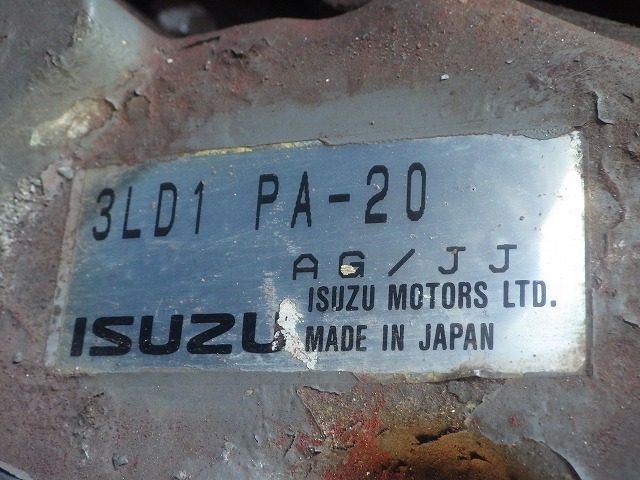 3LD1 PA-20
AG/JJ
ISUZU MOTORS LTD.
ISUZU MADE IN JAPAN